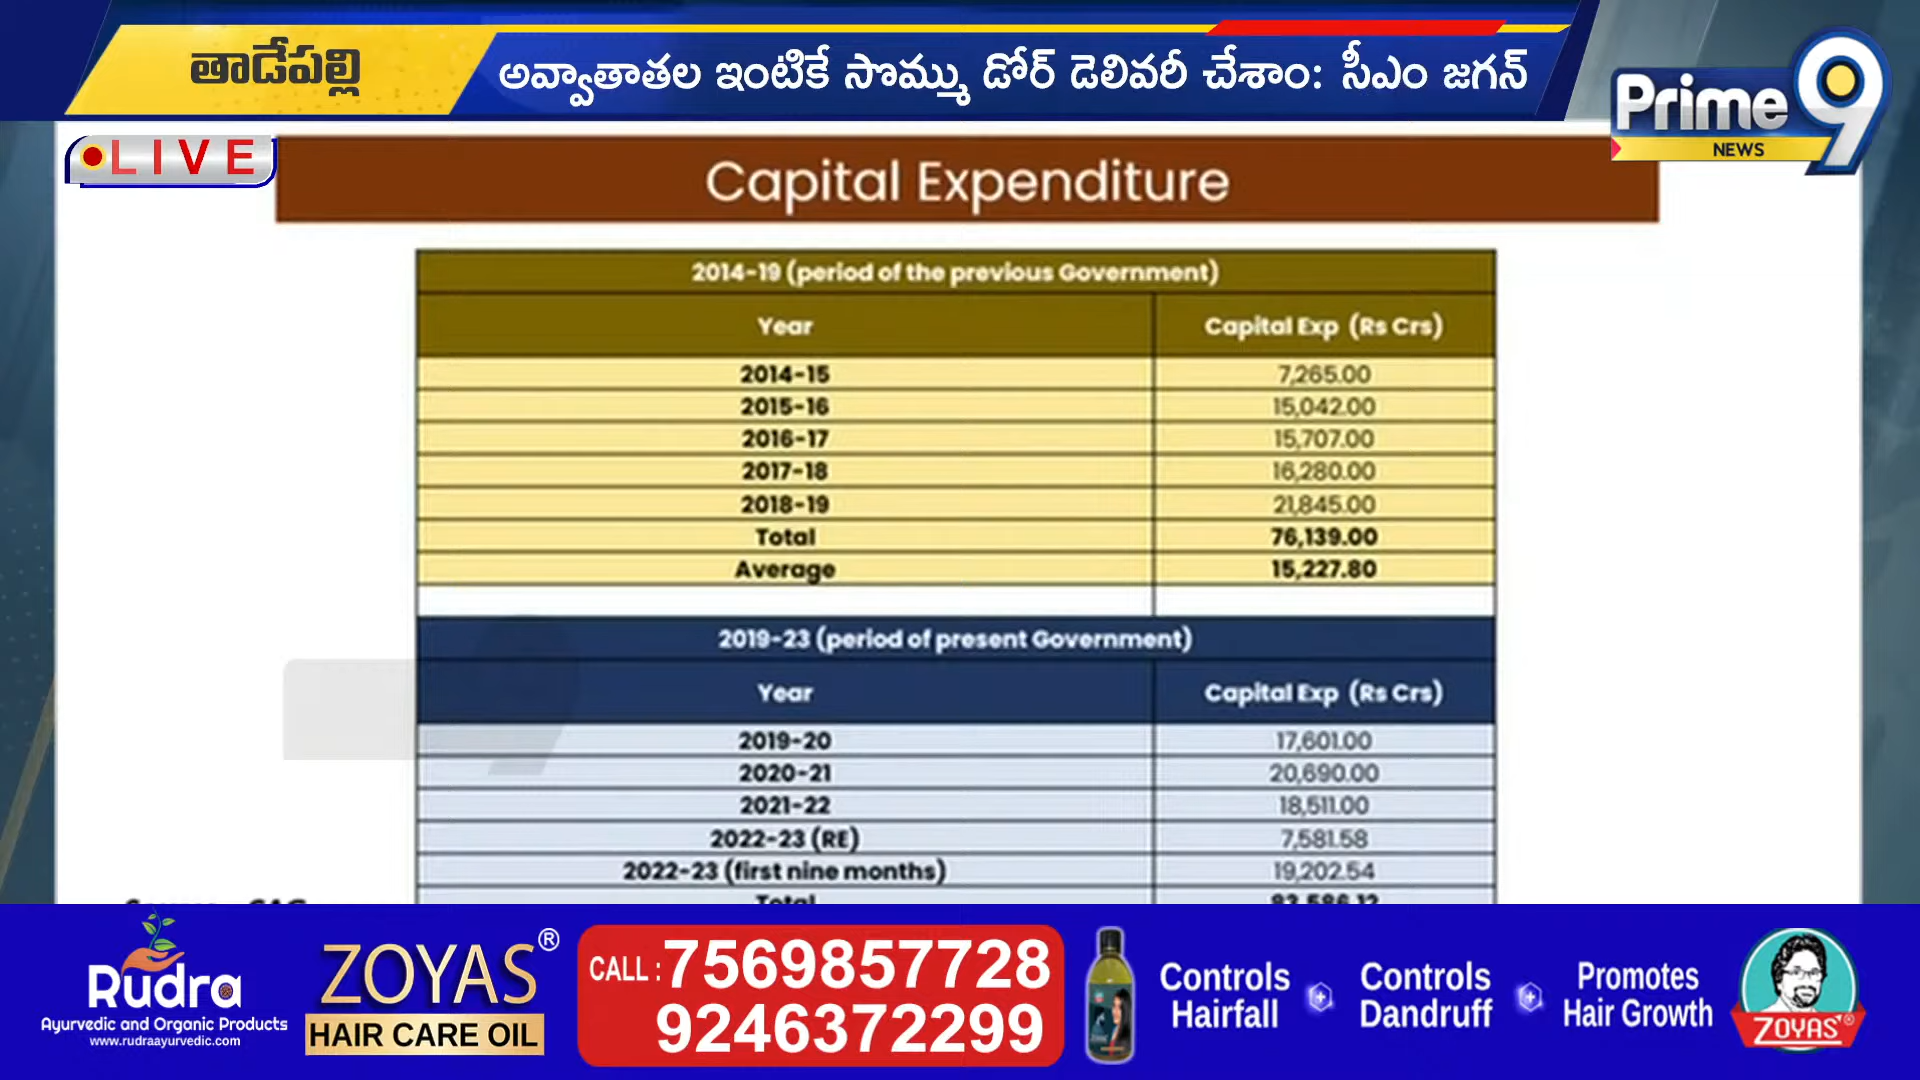 తాడేపల్లి
అవ్వాతాతల ఇంటికే సొమ్ము డోర్ డెలివరీ చేశాం: సీఎం జగన్
Prime9
NEWS
LIVE
Capital Expenditure
2014-19 (period of the previous Government)
Year Capital Exp (Rs Crs)
2014-15 7,265.00
2015-16 15,042.00
2016-17 15,707.00
2017-18 16,280.00
2018-19 21,845.00
Total 76,139.00
Average 15,227.80
2019-23 (period of present Government)
Year Capital Exp (Rs Crs)
2019-20 17,601.00
2020-21 20,690.00
2021-22 18,511.00
2022-23 (RE) 7,581.58
2022-23 (first nine months) 19,202.54
Total 83,586.12
Rudra
Ayurvedic and Organic Products
www.rudraayurvedic.com
ZOYAS®
HAIR CARE OIL
CALL : 7569857728
9246372299
Controls
Hairfall
Controls
Dandruff
Promotes
Hair Growth
ZOYAS®